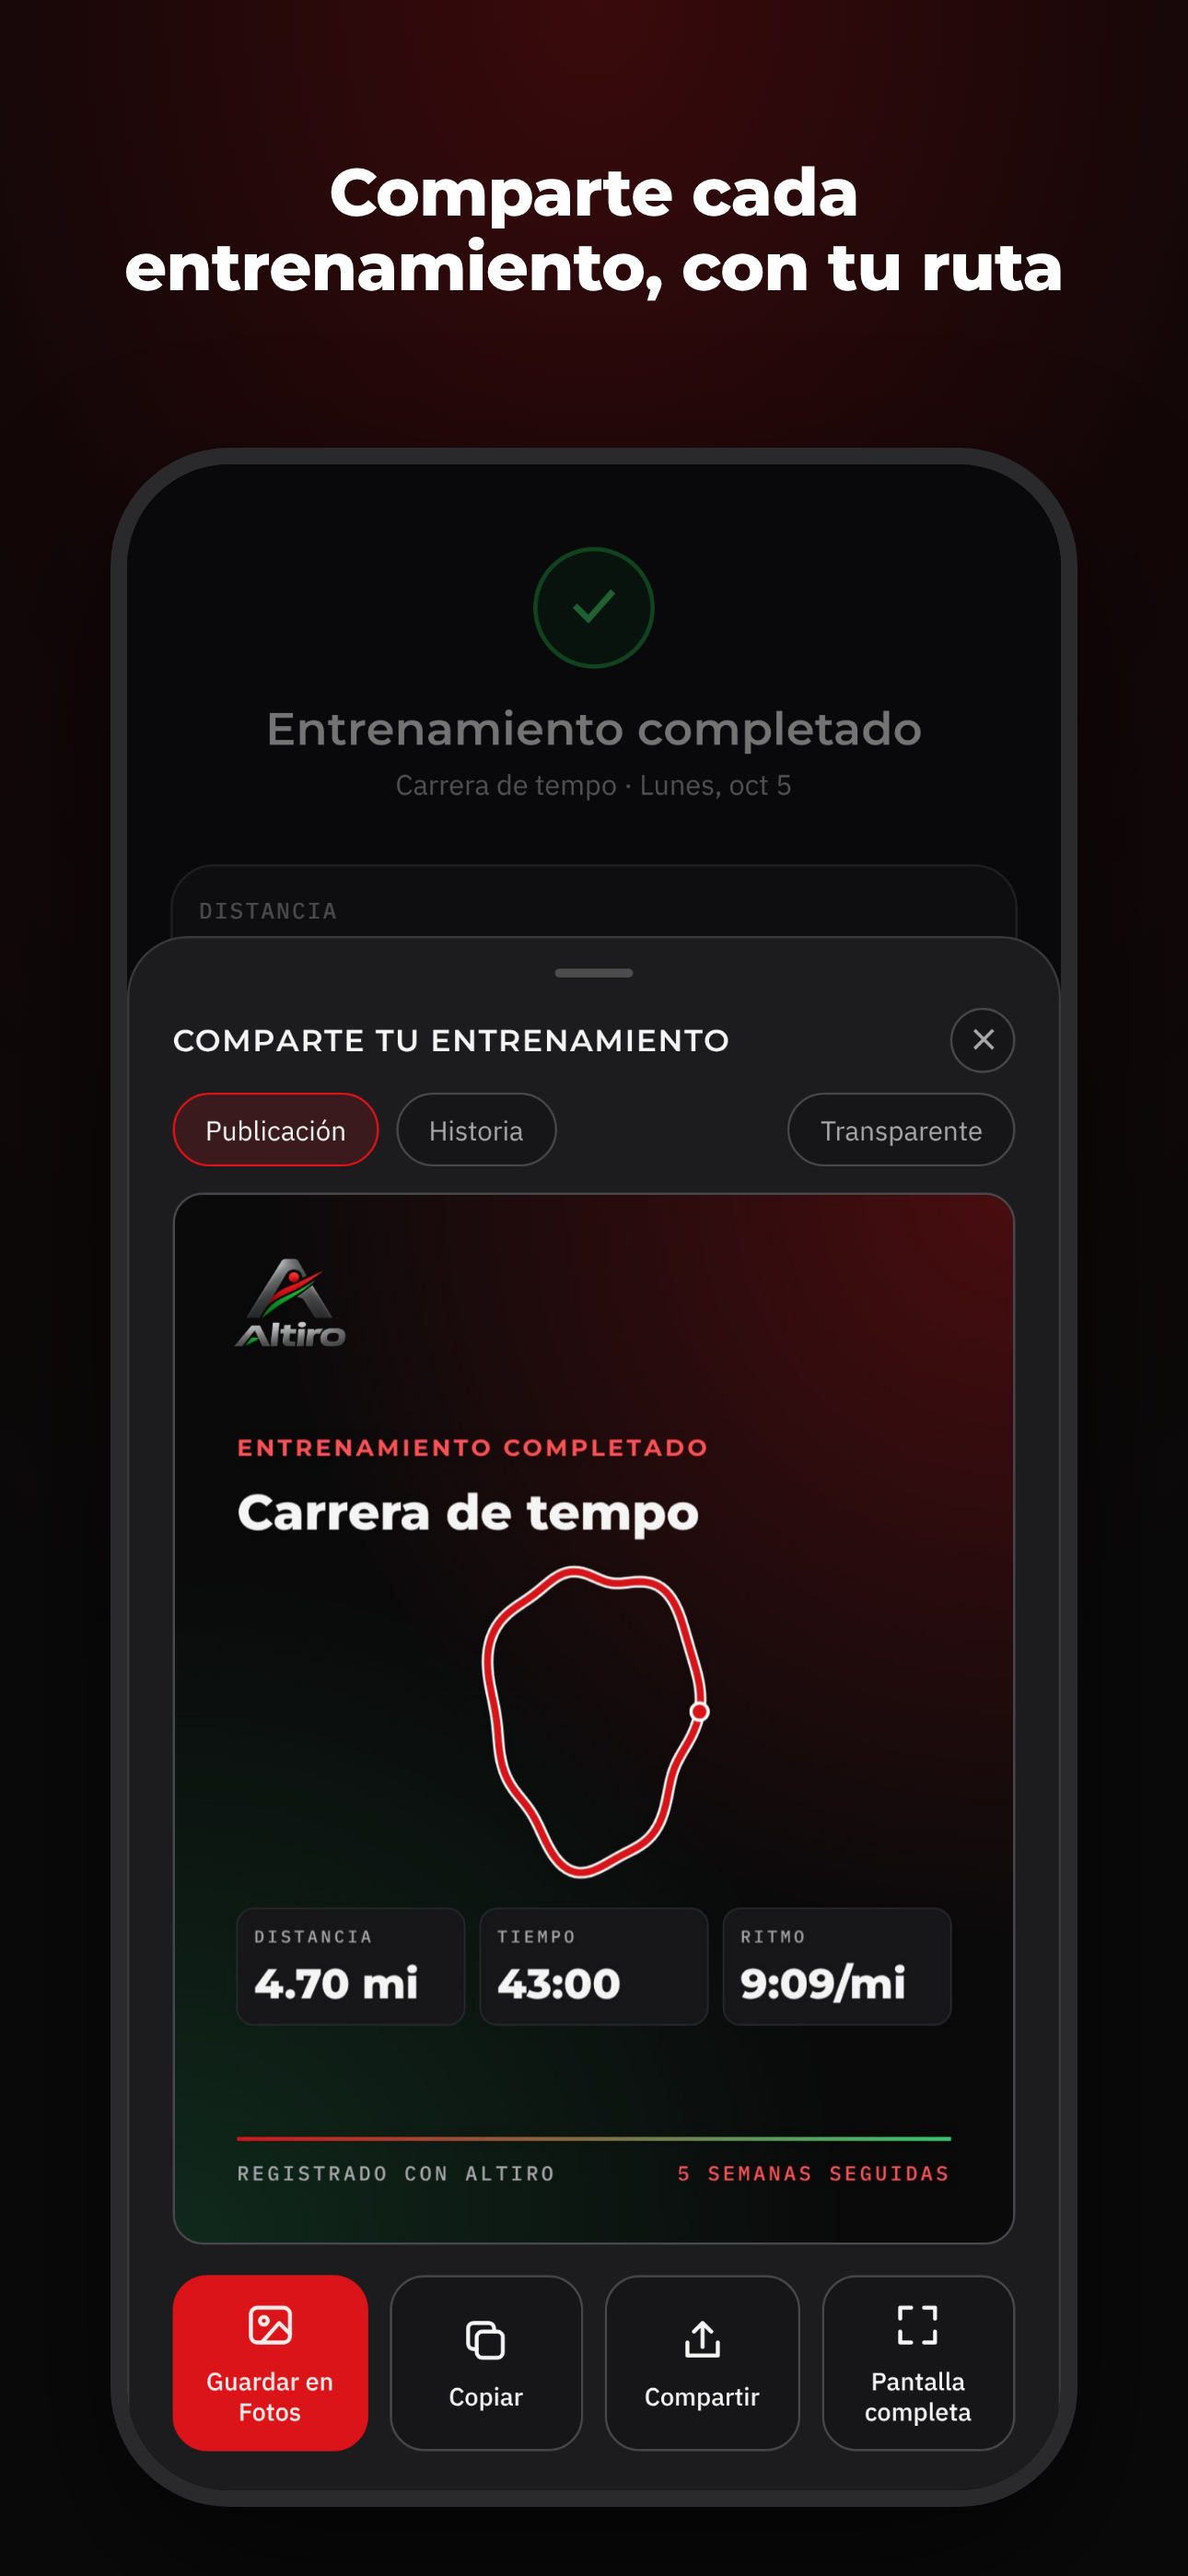 Comparte cada
entrenamiento, con tu ruta
Entrenamiento completado
Carrera de tempo · Lunes, oct 5
DISTANCIA
COMPARTE TU ENTRENAMIENTO
Publicación
Historia
Transparente
Altiro
ENTRENAMIENTO COMPLETADO
Carrera de tempo
DISTANCIA
4.70 mi
TIEMPO
43:00
RITMO
9:09/mi
REGISTRADO CON ALTIRO
5 SEMANAS SEGUIDAS
Guardar en
Fotos
Copiar
Compartir
Pantalla
completa